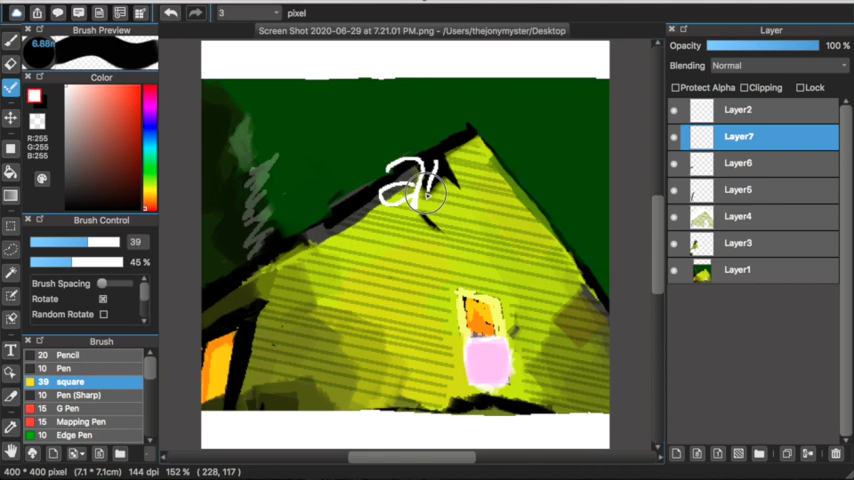 3 pixel
Screen Shot 2020-06-29 at 7.21.01 PM.png - /Users/thejonymyster/Desktop
Brush Preview
6.88m
Color
R:255
G:255
B:255
Brush Control
39
45 %
Brush Spacing
Rotate
Random Rotate
Brush
20 Pencil
10 Pen
39 square
10 Pen (Sharp)
15 G Pen
15 Mapping Pen
10 Edge Pen
Layer
Opacity 100 %
Blending Normal
Protect Alpha Clipping Lock
Layer2
Layer7
Layer6
Layer5
Layer4
Layer3
Layer1
400 * 400 pixel (7.1 * 7.1cm) 144 dpi 152 % ( 228, 117 )